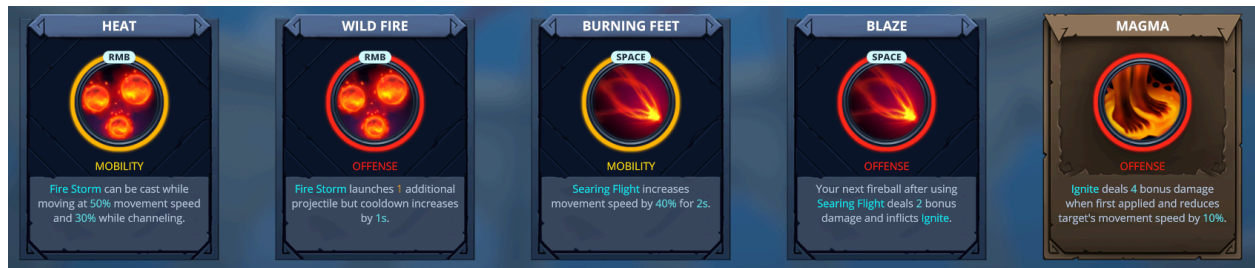 HEAT
RMB
MOBILITY
Fire Storm can be cast while
moving at 50% movement speed
and 30% while channeling.
WILD FIRE
RMB
OFFENSE
Fire Storm launches 1 additional
projectile but cooldown increases
by 1s.
BURNING FEET
SPACE
MOBILITY
Searing Flight increases
movement speed by 40% for 2s.
BLAZE
SPACE
OFFENSE
Your next fireball after using
Searing Flight deals 2 bonus
damage and inflicts Ignite.
MAGMA
OFFENSE
Ignite deals 4 bonus damage
when first applied and reduces
target's movement speed by 10%.